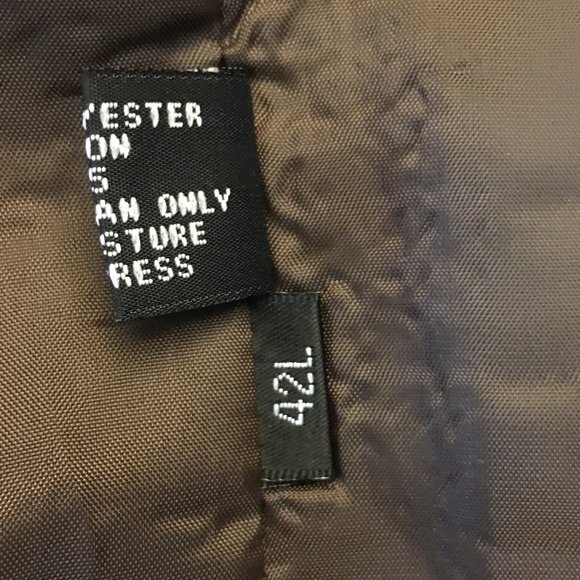 YESTER
ON
S
AN ONLY
STURE
RESS
42L